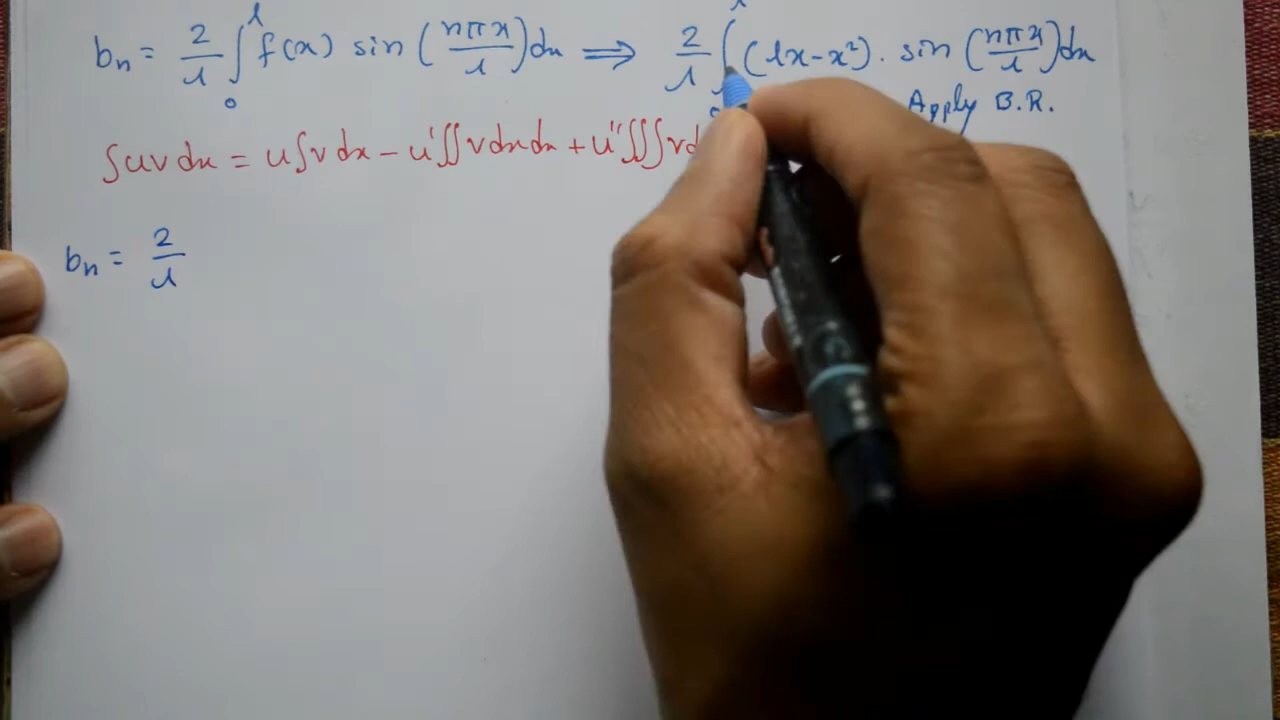 bₙ = 2/l ∫₀ˡ f(x) sin (nπx/l) dx ⇒ 2/l ∫ (lx-x²). sin (nπx/l) dx
Apply B.R.
∫uv dx = u∫v dx - u'∫∫v dx dx + u''∫∫∫v
bₙ = 2/l